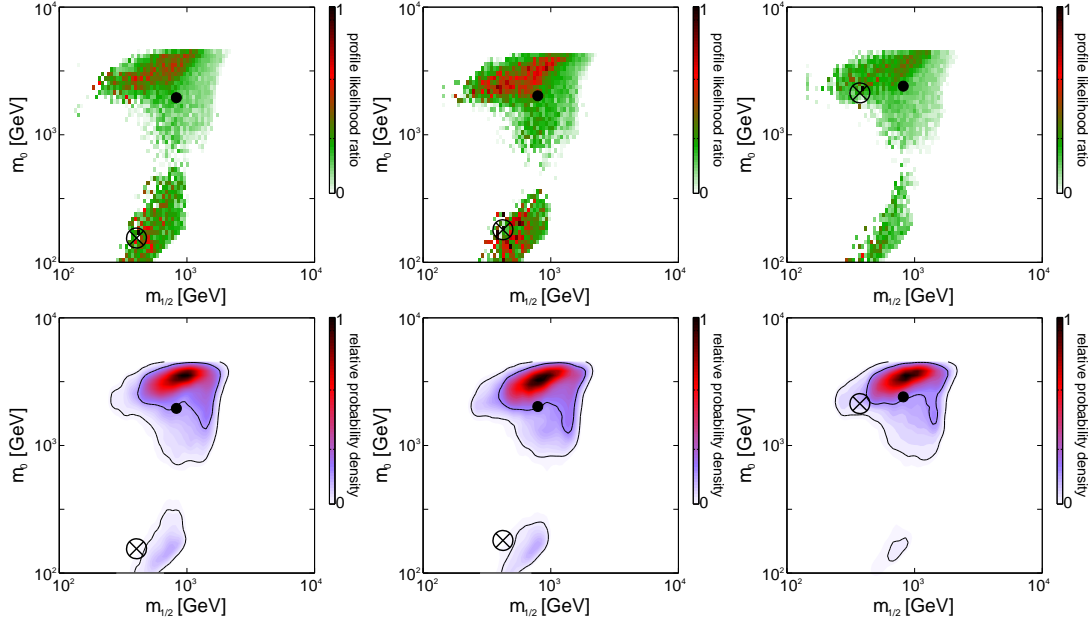 10⁴
10³
10²
m₀ [GeV]
10² 10³ 10⁴
m₁/₂ [GeV]
1
profile likelihood ratio
0
10⁴
10³
10²
m₀ [GeV]
10² 10³ 10⁴
m₁/₂ [GeV]
1
profile likelihood ratio
0
10⁴
10³
10²
m₀ [GeV]
10² 10³ 10⁴
m₁/₂ [GeV]
1
profile likelihood ratio
0
10⁴
10³
10²
m₀ [GeV]
10² 10³ 10⁴
m₁/₂ [GeV]
1
relative probability density
0
10⁴
10³
10²
m₀ [GeV]
10² 10³ 10⁴
m₁/₂ [GeV]
1
relative probability density
0
10⁴
10³
10²
m₀ [GeV]
10² 10³ 10⁴
m₁/₂ [GeV]
1
relative probability density
0